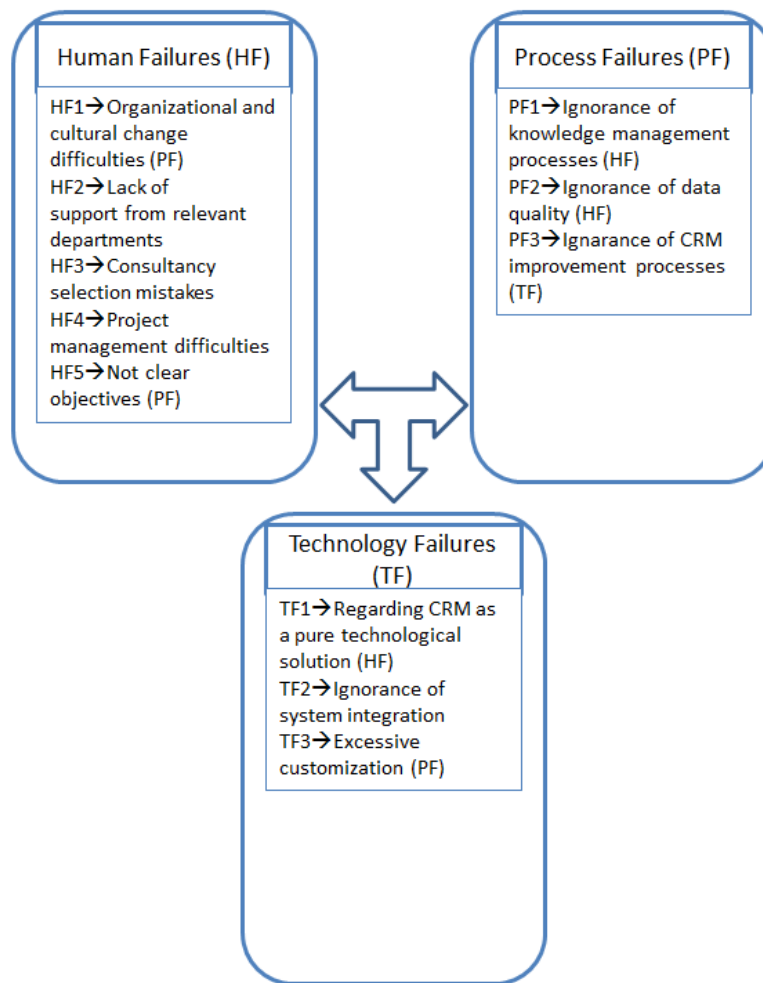 Human Failures (HF)
HF1→Organizational and
cultural change
difficulties (PF)
HF2→Lack of
support from relevant
departments
HF3→Consultancy
selection mistakes
HF4→Project
management difficulties
HF5→Not clear
objectives (PF)
Process Failures (PF)
PF1→Ignorance of
knowledge management
processes (HF)
PF2→Ignorance of data
quality (HF)
PF3→Ignarance of CRM
improvement processes
(TF)
Technology Failures
(TF)
TF1→Regarding CRM as
a pure technological
solution (HF)
TF2→Ignorance of
system integration
TF3→Excessive
customization (PF)